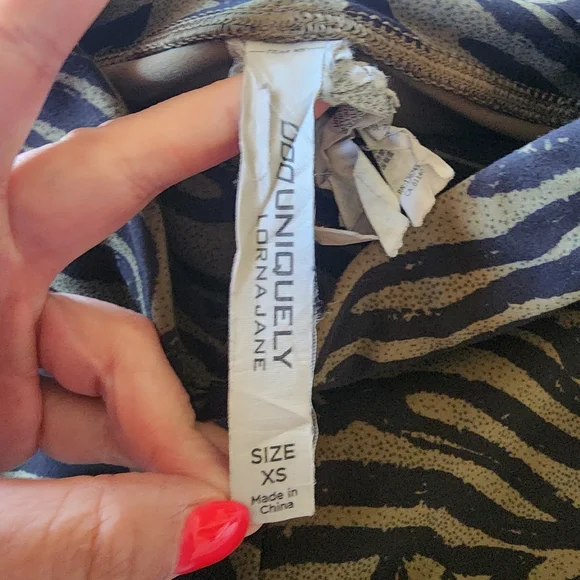 UNIQUELY
LORNA JANE
SIZE
XS
Made in
China